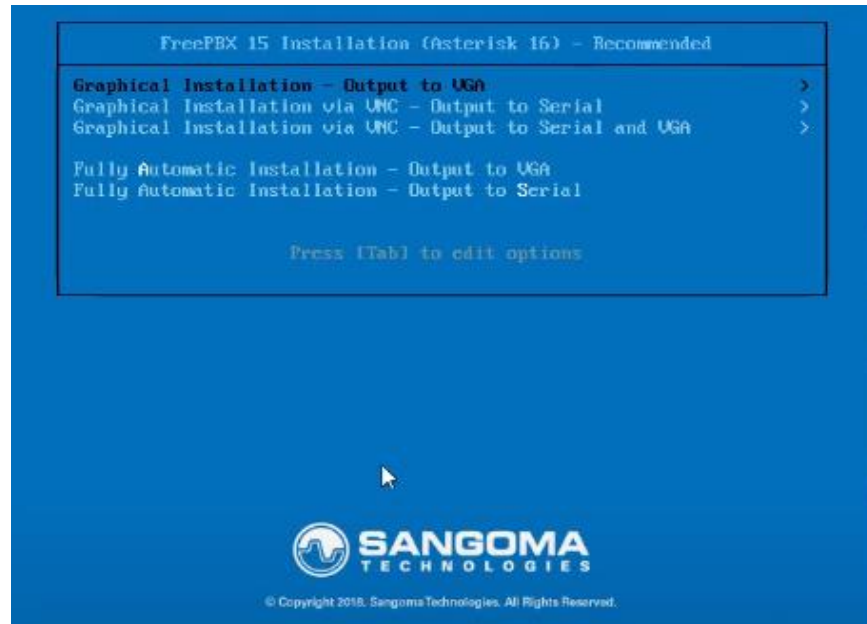 FreePBX 15 Installation (Asterisk 16) - Recommended
Graphical Installation - Output to VGA >
Graphical Installation via VNC - Output to Serial >
Graphical Installation via VNC - Output to Serial and VGA >
Fully Automatic Installation - Output to VGA
Fully Automatic Installation - Output to Serial
Press [Tab] to edit options
SANGOMA
TECHNOLOGIES
© Copyright 2018. Sangoma Technologies. All Rights Reserved.